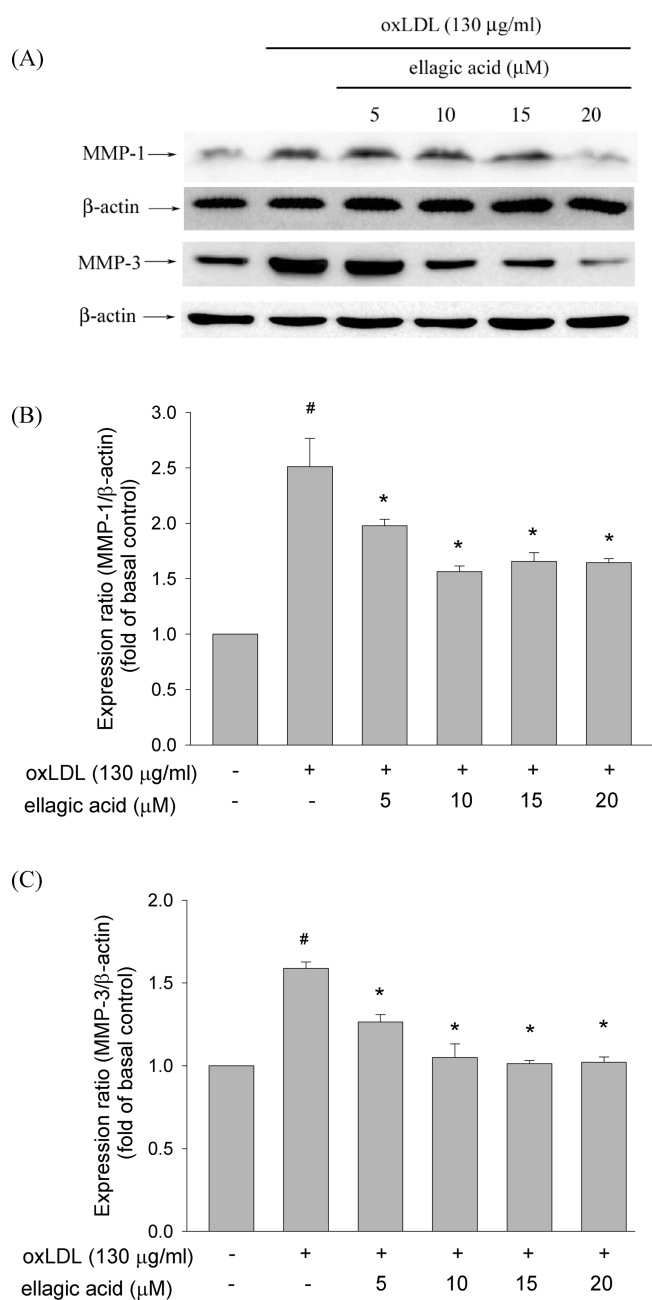 (A)
oxLDL (130 μg/ml)
ellagic acid (μM)
5 10 15 20
MMP-1
β-actin
MMP-3
β-actin
(B)
Expression ratio (MMP-1/β-actin)
(fold of basal control)
3.0
2.5
2.0
1.5
1.0
0.5
0.0
#
*
*
*
*
oxLDL (130 μg/ml) - + + + + +
ellagic acid (μM) - - 5 10 15 20
(C)
Expression ratio (MMP-3/β-actin)
(fold of basal control)
2.0
1.5
1.0
0.5
0.0
#
*
*
*
*
oxLDL (130 μg/ml) - + + + + +
ellagic acid (μM) - - 5 10 15 20